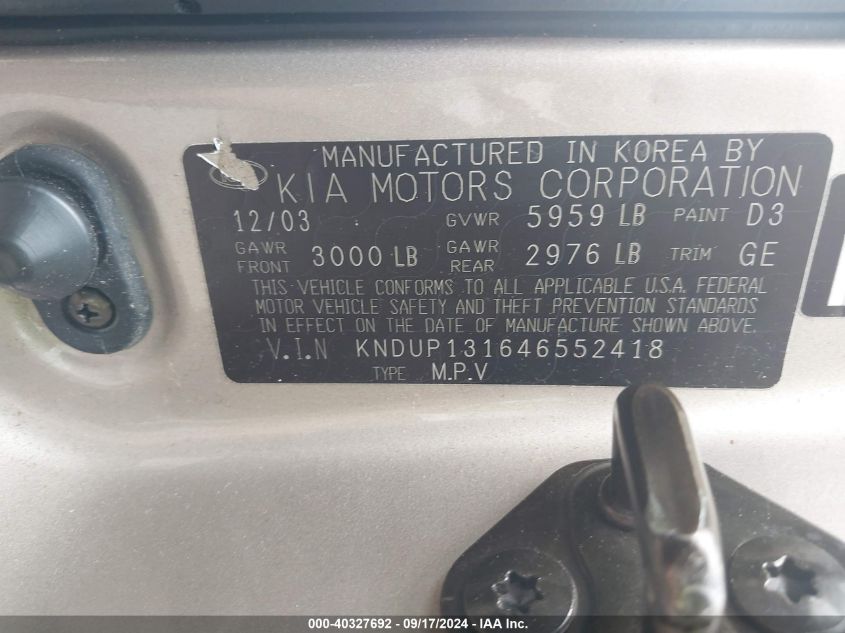 MANUFACTURED IN KOREA BY
KIA MOTORS CORPORATION
12/03 GVWR 5959 LB PAINT D3
GAWR FRONT 3000 LB GAWR REAR 2976 LB TRIM GE
THIS VEHICLE CONFORMS TO ALL APPLICABLE U.S.A. FEDERAL
MOTOR VEHICLE SAFETY AND THEFT PREVENTION STANDARDS
IN EFFECT ON THE DATE OF MANUFACTURE SHOWN ABOVE.
V.I.N KNDUP131646552418
TYPE M.P.V
000-40327692 - 09/17/2024 - IAA Inc.